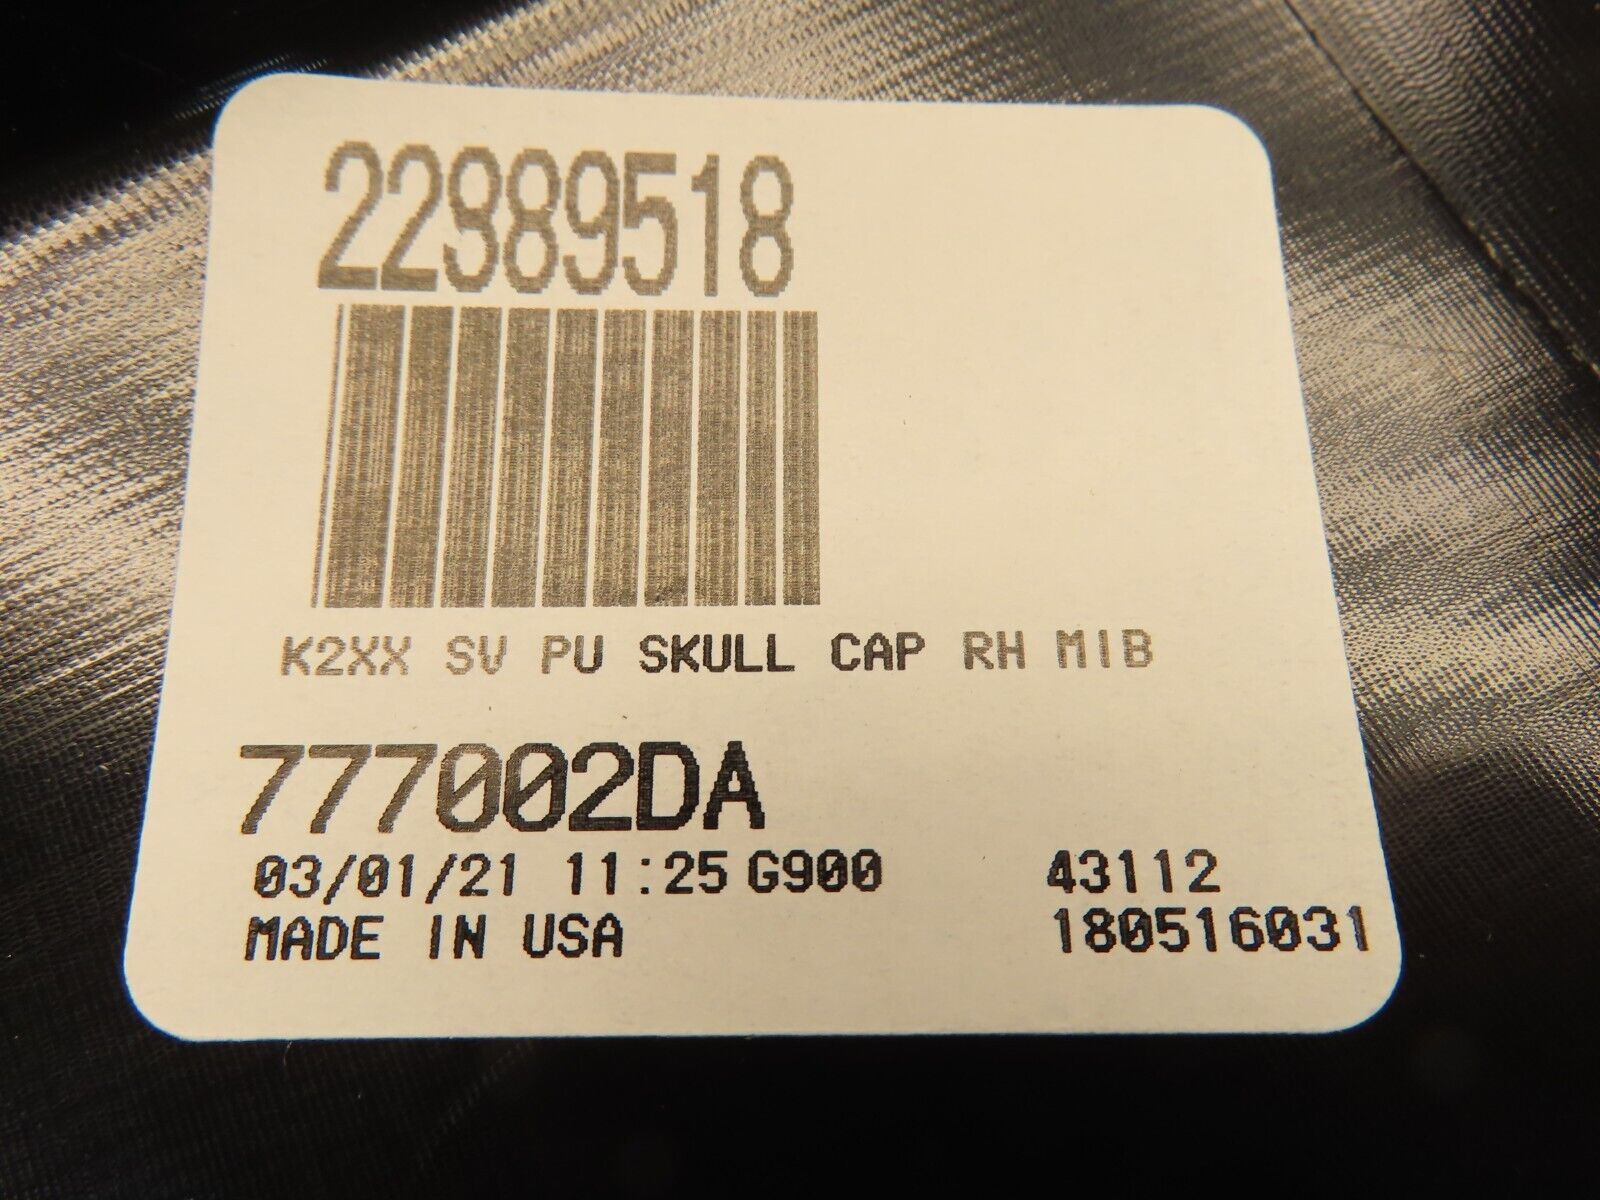 22989518
K2XX SV PU SKULL CAP RH MIB
777002DA
03/01/21 11:25 G900 43112
MADE IN USA 180516031